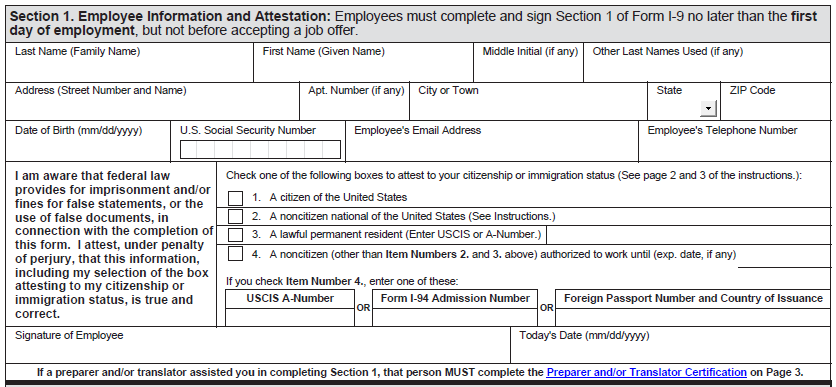 Section 1. Employee Information and Attestation: Employees must complete and sign Section 1 of Form I-9 no later than the first
day of employment, but not before accepting a job offer.
Last Name (Family Name) First Name (Given Name) Middle Initial (if any) Other Last Names Used (if any)
Address (Street Number and Name) Apt. Number (if any) City or Town State ZIP Code
Date of Birth (mm/dd/yyyy) U.S. Social Security Number Employee's Email Address Employee's Telephone Number
I am aware that federal law
provides for imprisonment and/or
fines for false statements, or the
use of false documents, in
connection with the completion of
this form. I attest, under penalty
of perjury, that this information,
including my selection of the box
attesting to my citizenship or
immigration status, is true and
correct.
Check one of the following boxes to attest to your citizenship or immigration status (See page 2 and 3 of the instructions.):
1. A citizen of the United States
2. A noncitizen national of the United States (See Instructions.)
3. A lawful permanent resident (Enter USCIS or A-Number.)
4. A noncitizen (other than Item Numbers 2. and 3. above) authorized to work until (exp. date, if any)
If you check Item Number 4., enter one of these:
USCIS A-Number OR Form I-94 Admission Number OR Foreign Passport Number and Country of Issuance
Signature of Employee Today's Date (mm/dd/yyyy)
If a preparer and/or translator assisted you in completing Section 1, that person MUST complete the Preparer and/or Translator Certification on Page 3.